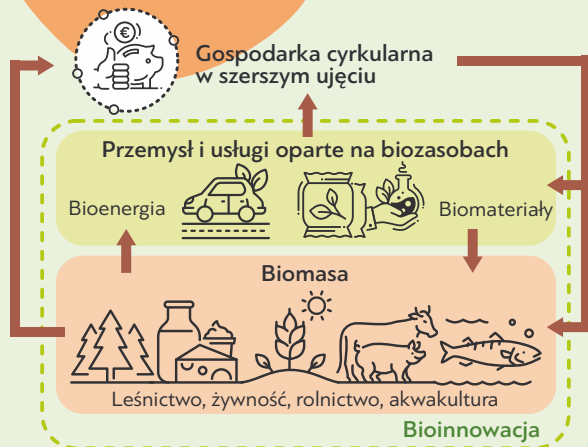 €
Gospodarka cyrkularna
w szerszym ujęciu
Przemysł i usługi oparte na biozasobach
Bioenergia
Biomateriały
Biomasa
Leśnictwo, żywność, rolnictwo, akwakultura
Bioinnowacja